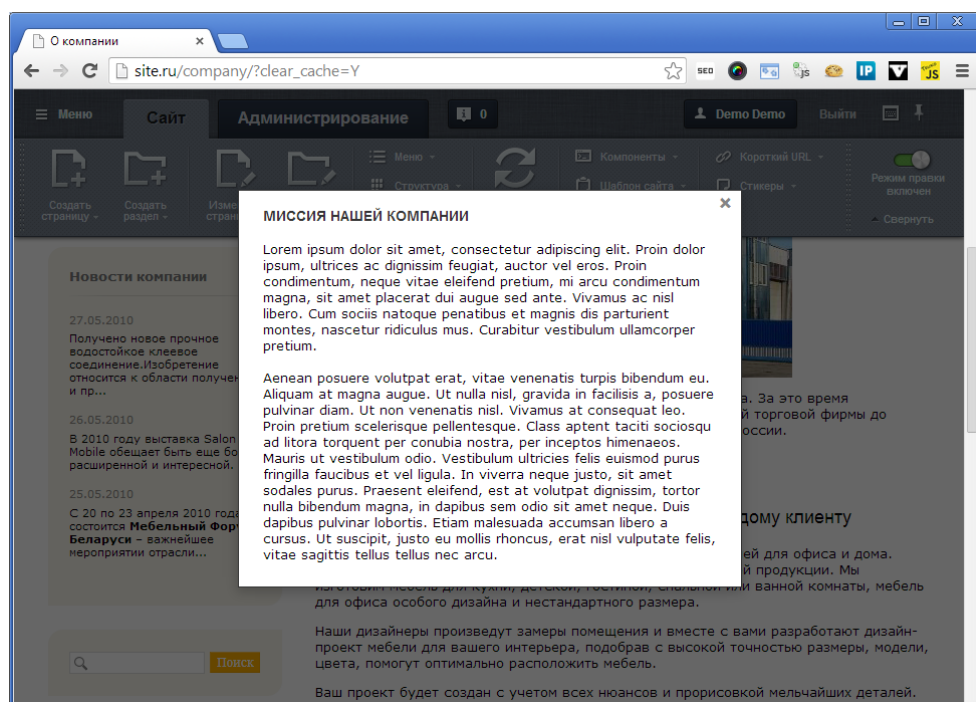 О компании
site.ru/company/?clear_cache=Y
SEO
js
IP
JS
Меню
Сайт
Администрирование
0
Demo Demo
Выйти
Создать
страницу
Создать
раздел
Меню
Структура
Компоненты
Шаблон сайта
Короткий URL
Стикеры
Режим правки
включен
Свернуть
МИССИЯ НАШЕЙ КОМПАНИИ
Lorem ipsum dolor sit amet, consectetur adipiscing elit. Proin dolor
ipsum, ultrices ac dignissim feugiat, auctor vel eros. Proin
condimentum, neque vitae eleifend pretium, mi arcu condimentum
magna, sit amet placerat dui augue sed ante. Vivamus ac nisl
libero. Cum sociis natoque penatibus et magnis dis parturient
montes, nascetur ridiculus mus. Curabitur vestibulum ullamcorper
pretium.
Aenean posuere volutpat erat, vitae venenatis turpis bibendum eu.
Aliquam at magna augue. Ut nulla nisl, gravida in facilisis a, posuere
pulvinar diam. Ut non venenatis nisl. Vivamus at consequat leo.
Proin pretium scelerisque pellentesque. Class aptent taciti sociosqu
ad litora torquent per conubia nostra, per inceptos himenaeos.
Mauris ut vestibulum odio. Vestibulum ultricies felis euismod purus
fringilla faucibus et vel ligula. In viverra neque justo, sit amet
sodales purus. Praesent eleifend, est at volutpat dignissim, tortor
nulla bibendum magna, in dapibus sem odio sit amet neque. Duis
dapibus pulvinar lobortis. Etiam malesuada accumsan libero a
cursus. Ut suscipit, justo eu mollis rhoncus, erat nisl vulputate felis,
vitae sagittis tellus tellus nec arcu.
Новости компании
27.05.2010
Получено новое прочное
водостойкое клеевое
соединение.Изобретение
относится к области
и пр...
26.05.2010
В 2010 году выставка Salon
Mobile обещает быть еще
расширенной и интересной.
25.05.2010
С 20 по 23 апреля 2010
состоится Мебельный
Беларуси – важнейшее
мероприятии отрасли...
Поиск
За это время
торговой фирмы до
клиенту
для офиса и дома.
продукции. Мы
изготовим мебель для кухни, детской, гостиной, спальной или ванной комнаты, мебель
для офиса особого дизайна и нестандартного размера.
Наши дизайнеры произведут замеры помещения и вместе с вами разработают дизайн-
проект мебели для вашего интерьера, подобрав с высокой точностью размеры, модели,
цвета, помогут оптимально расположить мебель.
Ваш проект будет создан с учетом всех нюансов и прорисовкой мельчайших деталей.